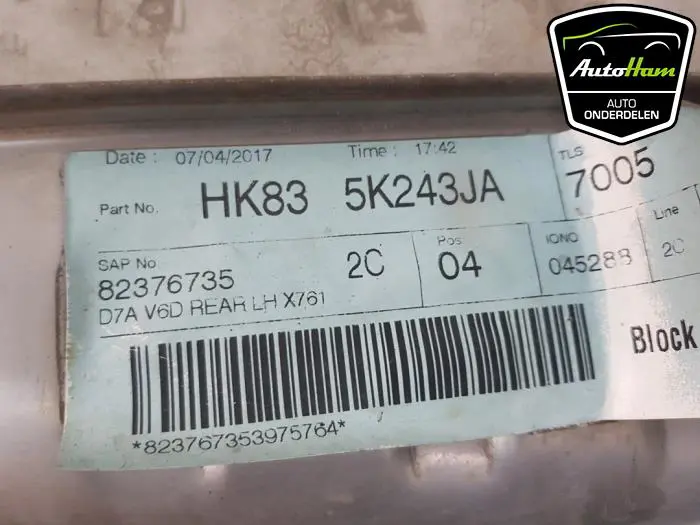 AutoHam
AUTO
ONDERDELEN
Date : 07/04/2017 Time : 17:42
TLS
7005
Part No. HK83 5K243JA
SAP No
82376735
2C
Pos
04
IONO
045288
Line
2C
D7A V6D REAR LH X761
Block
*823767353975764*